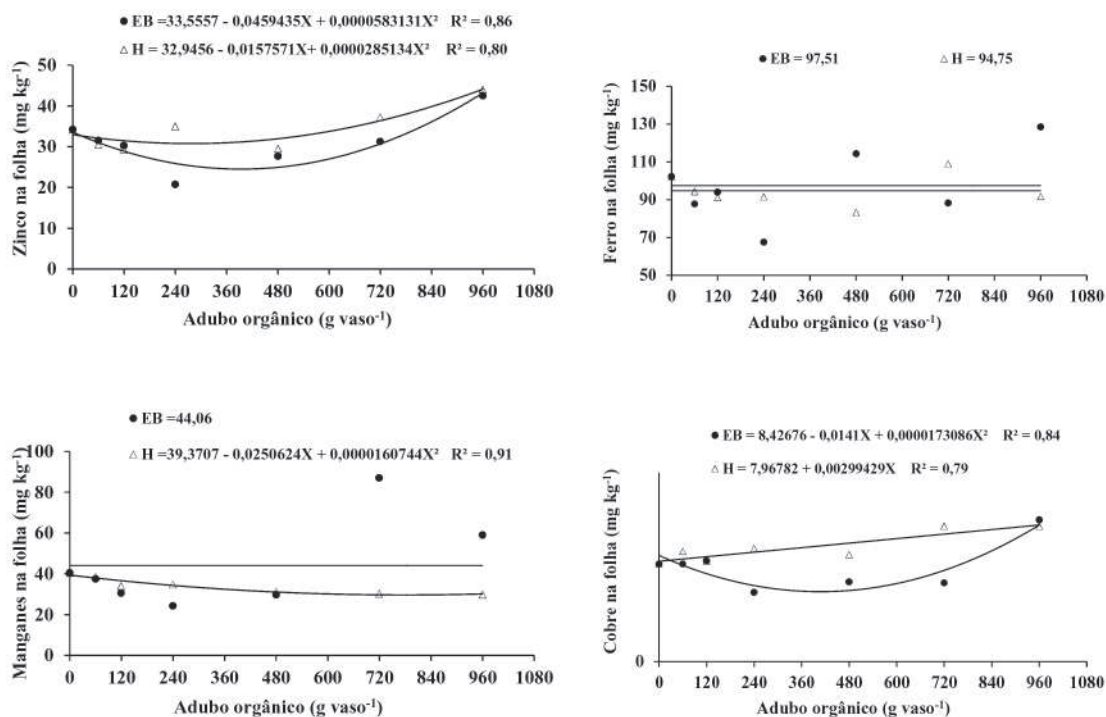 ● EB =33,5557 - 0,0459435X + 0,0000583131X² R² = 0,86
△ H = 32,9456 - 0,0157571X+ 0,0000285134X² R² = 0,80
Zinco na folha (mg kg⁻¹)
50
40
30
20
10
0
0 120 240 360 480 600 720 840 960 1080
Adubo orgânico (g vaso⁻¹)
● EB = 97,51 △ H = 94,75
Ferro na folha (mg kg⁻¹)
150
130
110
90
70
50
0 120 240 360 480 600 720 840 960 1080
Adubo orgânico (g vaso⁻¹)
● EB =44,06
△ H =39,3707 - 0,0250624X + 0,0000160744X² R² = 0,91
Manganes na folha (mg kg⁻¹)
100
80
60
40
20
0
0 120 240 360 480 600 720 840 960 1080
Adubo orgânico (g vaso⁻¹)
● EB = 8,42676 - 0,0141X + 0,0000173086X² R² = 0,84
△ H = 7,96782 + 0,00299429X R² = 0,79
Cobre na folha (mg kg⁻¹)
0
0 120 240 360 480 600 720 840 960 1080
Adubo orgânico (g vaso⁻¹)